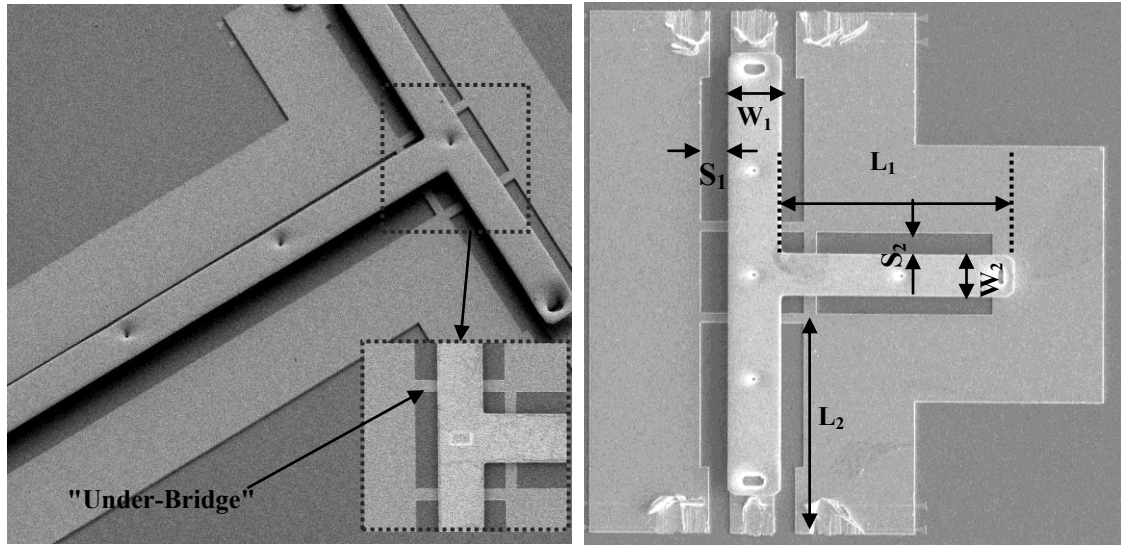 "Under-Bridge"
W₁
S₁
L₁
S₂
W₂
L₂